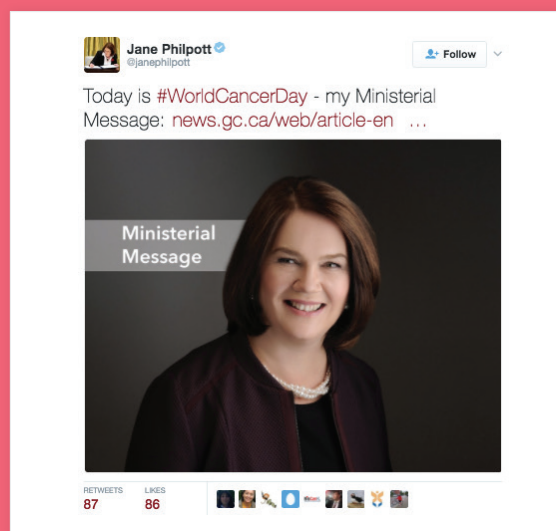 Jane Philpott
@janephilpott
Follow
Today is #WorldCancerDay - my Ministerial
Message: news.gc.ca/web/article-en ...
Ministerial
Message
RETWEETS LIKES
87 86